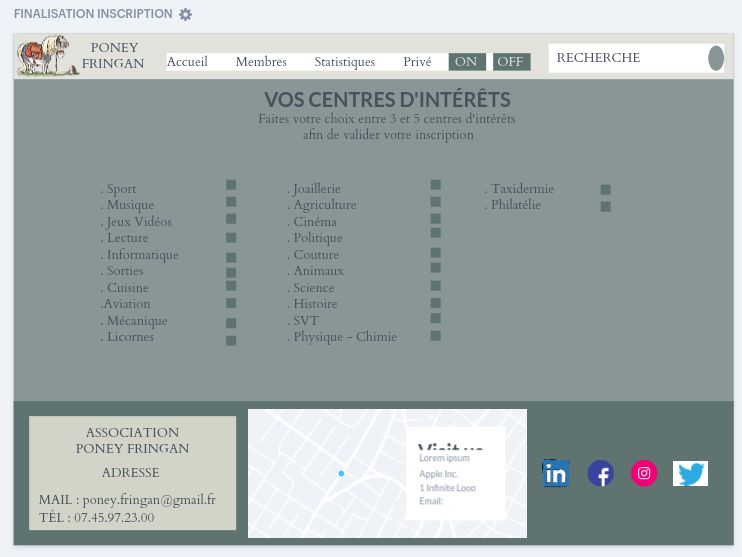 FINALISATION INSCRIPTION
PONEY
FRINGAN
Accueil Membres Statistiques Privé ON OFF
RECHERCHE
VOS CENTRES D'INTÉRÊTS
Faites votre choix entre 3 et 5 centres d'intérêts
afin de valider votre inscription
. Sport
. Musique
. Jeux Vidéos
. Lecture
. Informatique
. Sorties
. Cuisine
.Aviation
. Mécanique
. Licornes
. Joaillerie
. Agriculture
. Cinéma
. Politique
. Couture
. Animaux
. Science
. Histoire
. SVT
. Physique - Chimie
. Taxidermie
. Philatélie
ASSOCIATION
PONEY FRINGAN
ADRESSE
MAIL : poney.fringan@gmail.fr
TÉL : 07.45.97.23.00
Visit us
Lorem ipsum
Apple Inc.
1 Infinite Loop
Email:
in
f